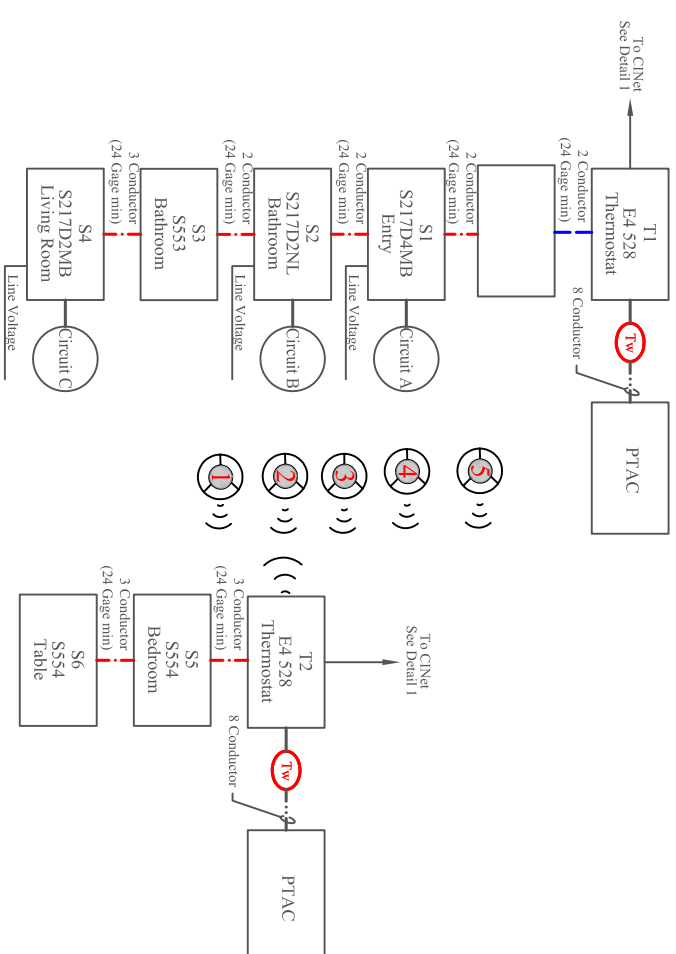 To CINet
See Detail 1
T1
E4 528
Thermostat
Tw
8 Conductor
PTAC
2 Conductor
(24 Gage min)
2 Conductor
(24 Gage min)
S1
S217D4MB
Entry
Circuit A
Line Voltage
2 Conductor
(24 Gage min)
S2
S217D2NL
Bathroom
Circuit B
Line Voltage
2 Conductor
(24 Gage min)
S3
S553
Bathroom
3 Conductor
(24 Gage min)
S4
S217D2MB
Living Room
Circuit C
Line Voltage
5
4
3
2
1
To CINet
See Detail 1
T2
E4 528
Thermostat
Tw
8 Conductor
PTAC
3 Conductor
(24 Gage min)
S5
S554
Bedroom
3 Conductor
(24 Gage min)
S6
S554
Table